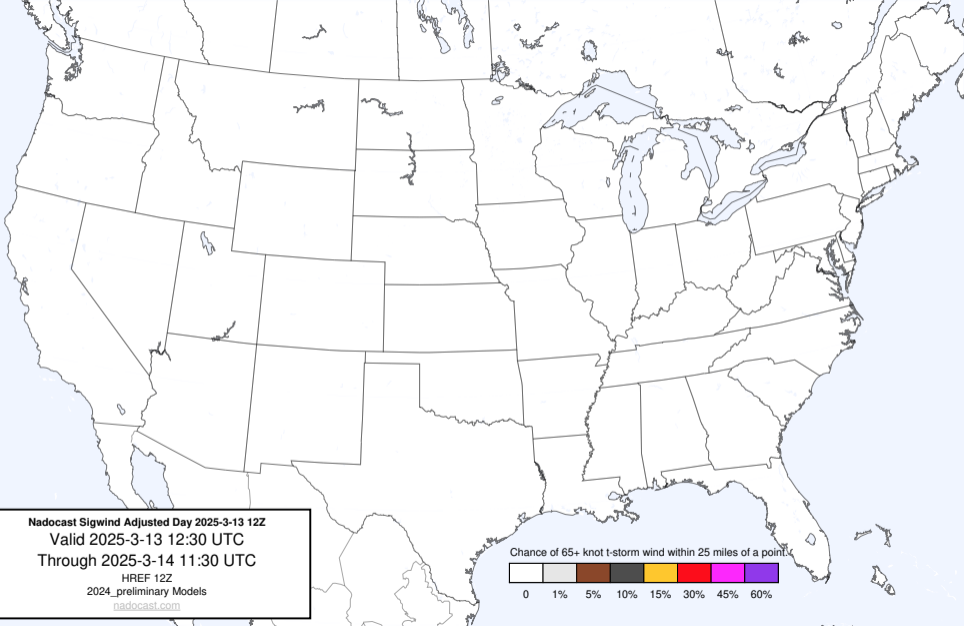 Nadocast Sigwind Adjusted Day 2025-3-13 12Z
Valid 2025-3-13 12:30 UTC
Through 2025-3-14 11:30 UTC
HREF 12Z
2024_preliminary Models
nadocast.com
Chance of 65+ knot t-storm wind within 25 miles of a point.
0 1% 5% 10% 15% 30% 45% 60%